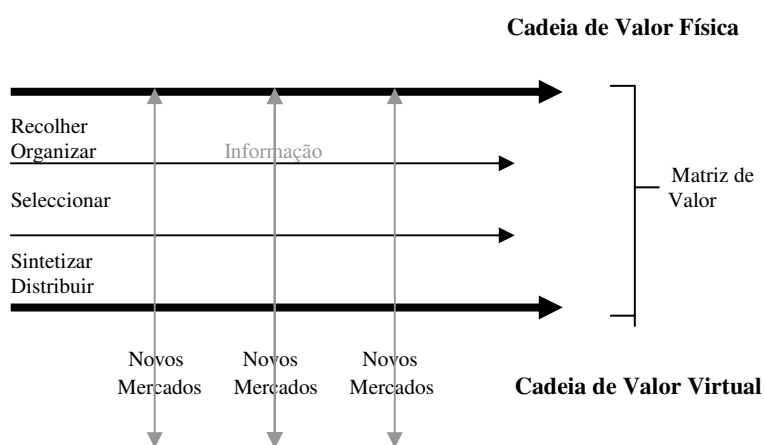 Cadeia de Valor Física
Recolher
Organizar
Informação
Seleccionar
Matriz de
Valor
Sintetizar
Distribuir
Novos
Mercados
Novos
Mercados
Novos
Mercados
Cadeia de Valor Virtual